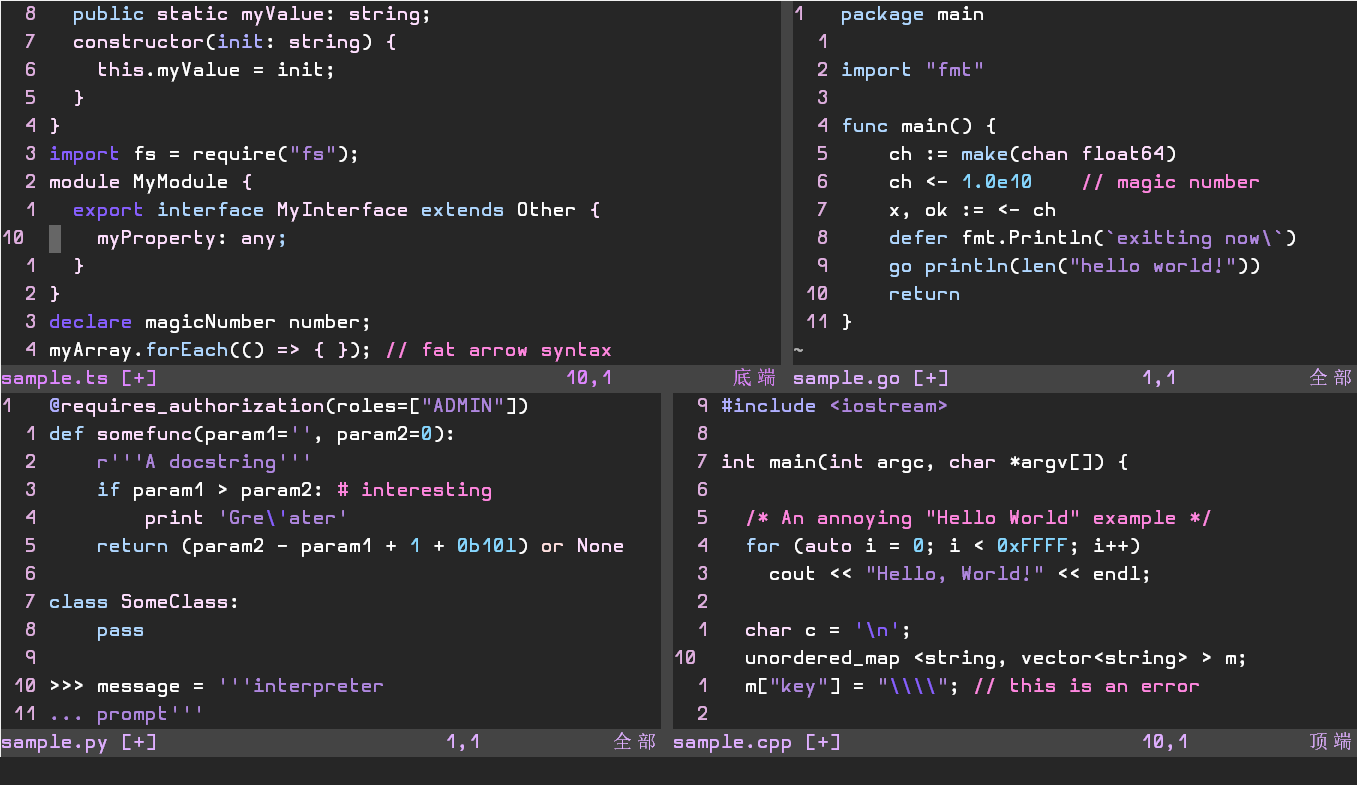 8   public static myValue: string;
7   constructor(init: string) {
6     this.myValue = init;
5   }
4 }
3 import fs = require("fs");
2 module MyModule {
1   export interface MyInterface extends Other {
10     myProperty: any;
1   }
2 }
3 declare magicNumber number;
4 myArray.forEach(() => { }); // fat arrow syntax
sample.ts [+] 10,1 底端
1   package main
1
2 import "fmt"
3
4 func main() {
5     ch := make(chan float64)
6     ch <- 1.0e10    // magic number
7     x, ok := <- ch
8     defer fmt.Println(`exitting now\`)
9     go println(len("hello world!"))
10     return
11 }
~
sample.go [+] 1,1 全部
1   @requires_authorization(roles=["ADMIN"])
1 def somefunc(param1='', param2=0):
2     r'''A docstring'''
3     if param1 > param2: # interesting
4         print 'Gre\'ater'
5     return (param2 - param1 + 1 + 0b10l) or None
6
7 class SomeClass:
8     pass
9
10 >>> message = '''interpreter
11 ... prompt'''
sample.py [+] 1,1 全部
9 #include <iostream>
8
7 int main(int argc, char *argv[]) {
6
5   /* An annoying "Hello World" example */
4   for (auto i = 0; i < 0xFFFF; i++)
3     cout << "Hello, World!" << endl;
2
1   char c = '\n';
10   unordered_map <string, vector<string> > m;
1   m["key"] = "\\\\"; // this is an error
2
sample.cpp [+] 10,1 顶端